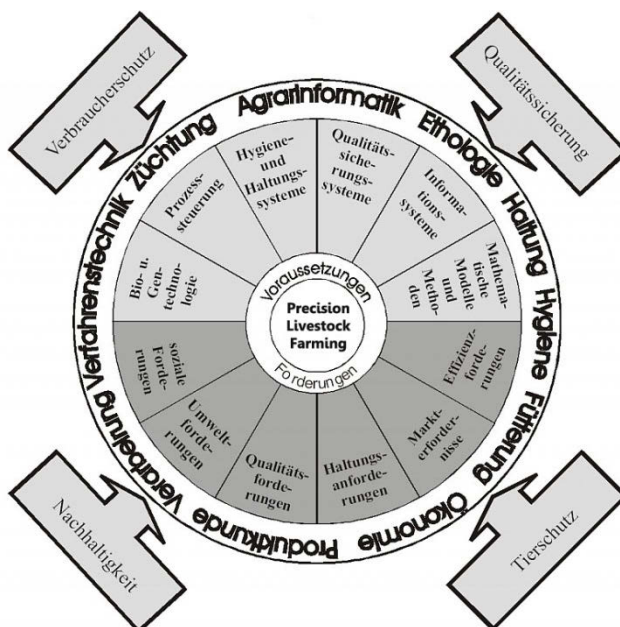 Verbraucherschutz
Qualitätssicherung
Agrarinformatik Ethologie Haltung Hygiene Fütterung Ökonomie Produktkunde Verarbeitung Verfahrenstechnik Züchtung
Hygiene-
und
Haltungs-
systeme
Qualitäts-
siche-
rungs-
systeme
Informa-
tions-
systeme
Mathema-
tische
Modelle
und
Metho-
den
Prozess-
steuerung
Bio- u.
Gen-
technolo-
gie
Voraussetzungen
Precision
Livestock
Farming
Forderungen
soziale
Forde-
rungen
Umwelt-
forde-
rungen
Qualitäts-
forde-
rungen
Haltungs-
anforde-
rungen
Markt-
erforder-
nisse
Effizienz-
forde-
rungen
Nachhaltigkeit
Tierschutz